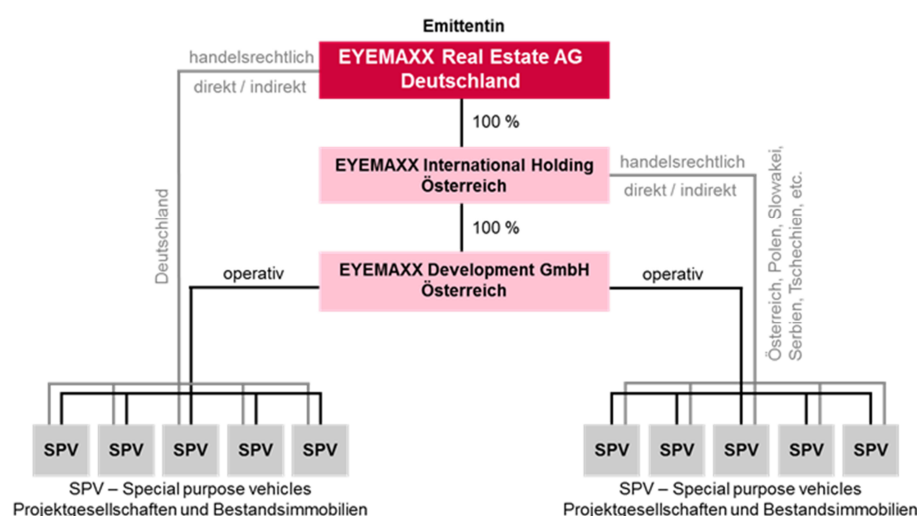 Emittentin
EYEMAXX Real Estate AG
Deutschland
handelsrechtlich
direkt / indirekt
100 %
EYEMAXX International Holding
Österreich
handelsrechtlich
direkt / indirekt
Deutschland
Österreich, Polen, Slowakei,
Serbien, Tschechien, etc.
100 %
operativ
EYEMAXX Development GmbH
Österreich
operativ
SPV
SPV
SPV
SPV
SPV
SPV
SPV
SPV
SPV
SPV
SPV – Special purpose vehicles
Projektgesellschaften und Bestandsimmobilien
SPV – Special purpose vehicles
Projektgesellschaften und Bestandsimmobilien